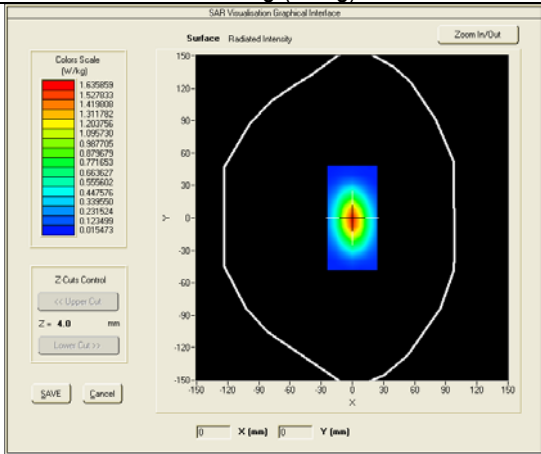 SAR Visualisation Graphical Interface
Surface Radiated Intensity
Zoom In/Out
Colors Scale
(W/kg)
1.635859
1.527833
1.419808
1.311782
1.203756
1.095730
0.987705
0.879679
0.771653
0.663627
0.555602
0.447576
0.339550
0.231524
0.123499
0.015473
150-
120-
90-
60-
30-
0-
-30-
-60-
-90-
-120-
-150-
Y
-150 -120 -90 -60 -30 0 30 60 90 120 150
X
Z Cuts Control
<< Upper Cut
Z = 4.0 mm
Lower Cut >>
SAVE Cancel
0 X (mm) 0 Y (mm)